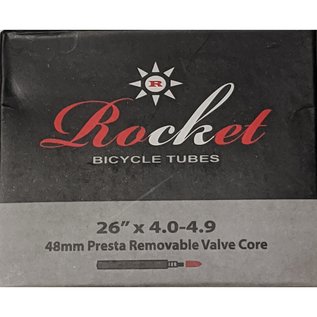 R
Rocket
BICYCLE TUBES
26” x 4.0-4.9
48mm Presta Removable Valve Core